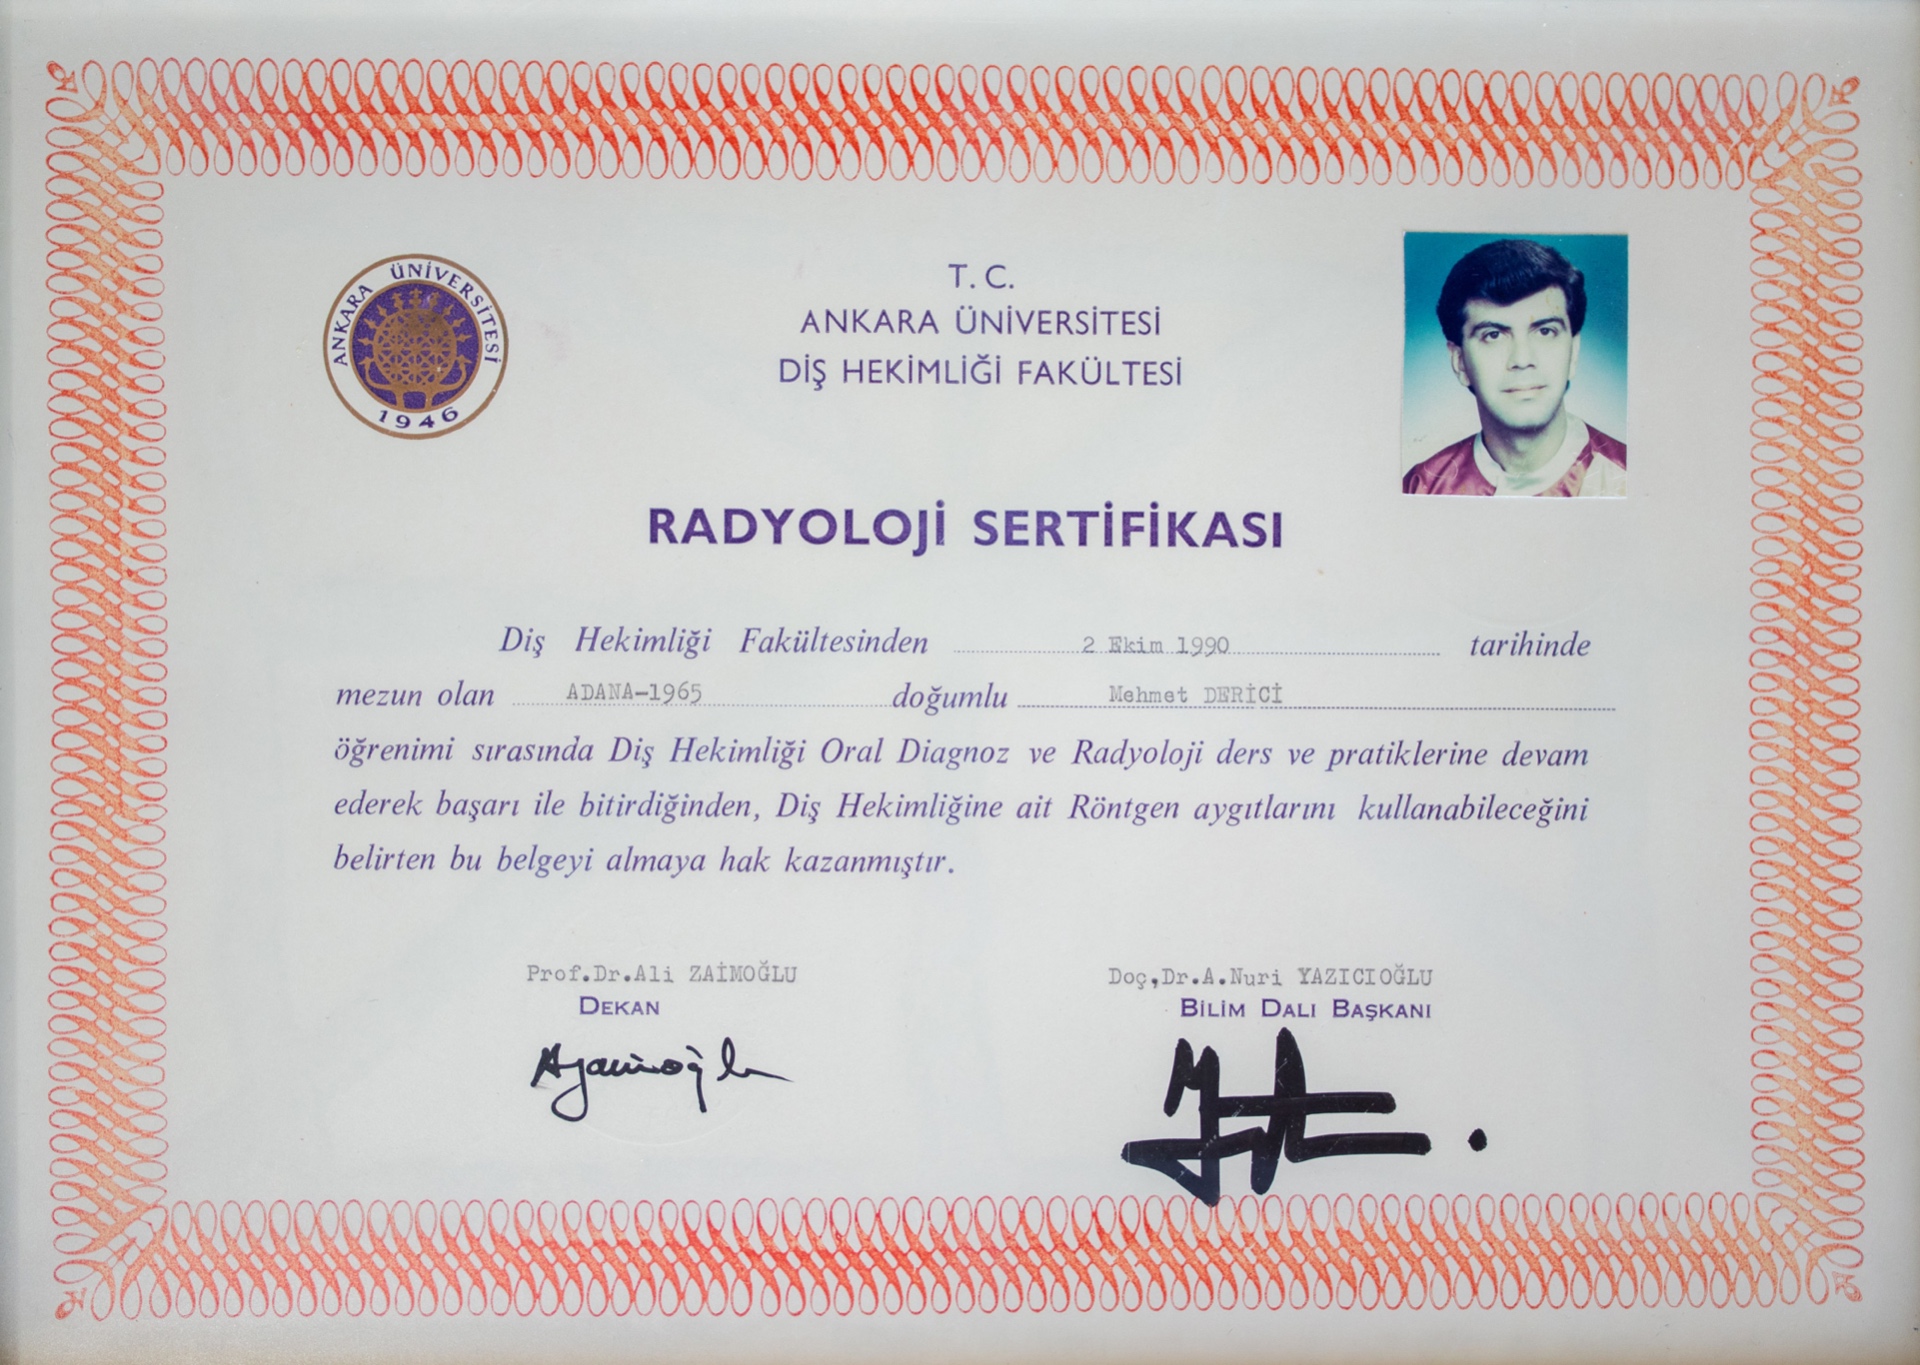 ANKARA ÜNİVERSİTESİ
1946
T. C.
ANKARA ÜNİVERSİTESİ
DİŞ HEKİMLİĞİ FAKÜLTESİ
RADYOLOJİ SERTİFİKASI
Diş Hekimliği Fakültesinden 2 Ekim 1990 tarihinde
mezun olan ADANA-1965 doğumlu Mehmet DERİCİ
öğrenimi sırasında Diş Hekimliği Oral Diagnoz ve Radyoloji ders ve pratiklerine devam
ederek başarı ile bitirdiğinden, Diş Hekimliğine ait Röntgen aygıtlarını kullanabileceğini
belirten bu belgeyi almaya hak kazanmıştır.
Prof.Dr.Ali ZAİMOĞLU
DEKAN
Doç,Dr.A.Nuri YAZICIOĞLU
BİLİM DALI BAŞKANI